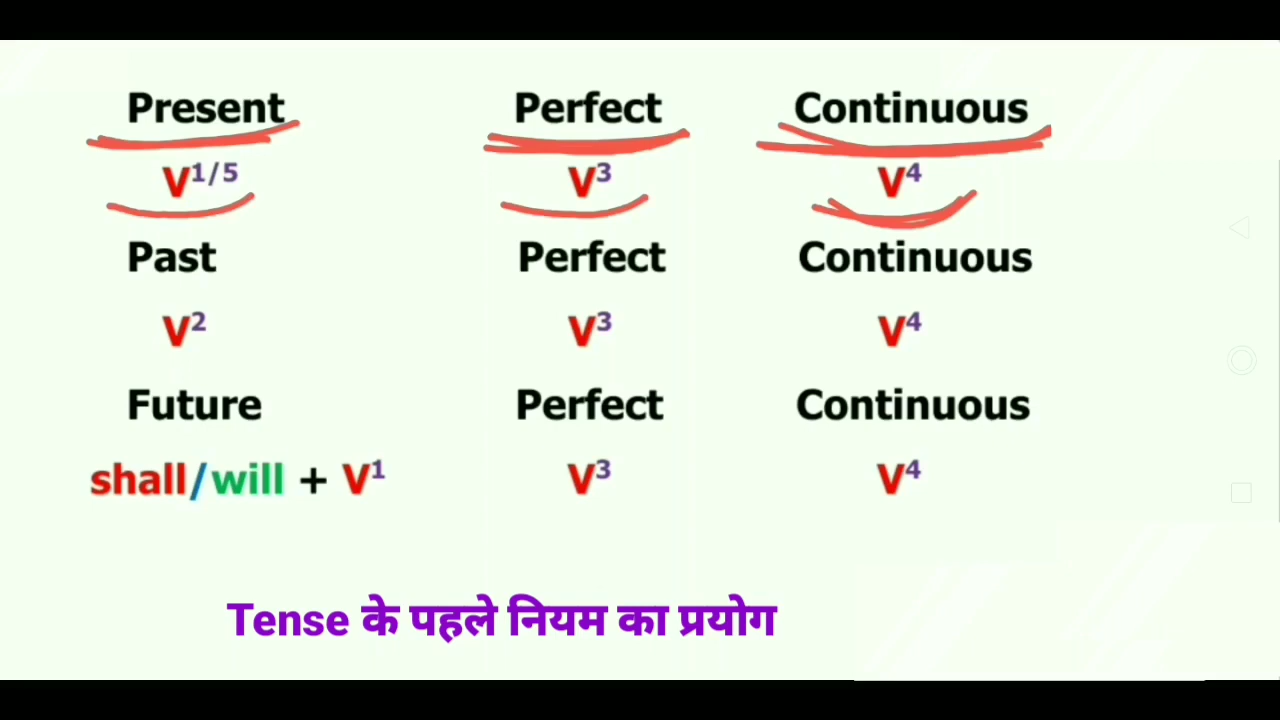 Present Perfect Continuous
V1/5 V3 V4
Past Perfect Continuous
V2 V3 V4
Future Perfect Continuous
shall/will + V1 V3 V4
Tense के पहले नियम का प्रयोग